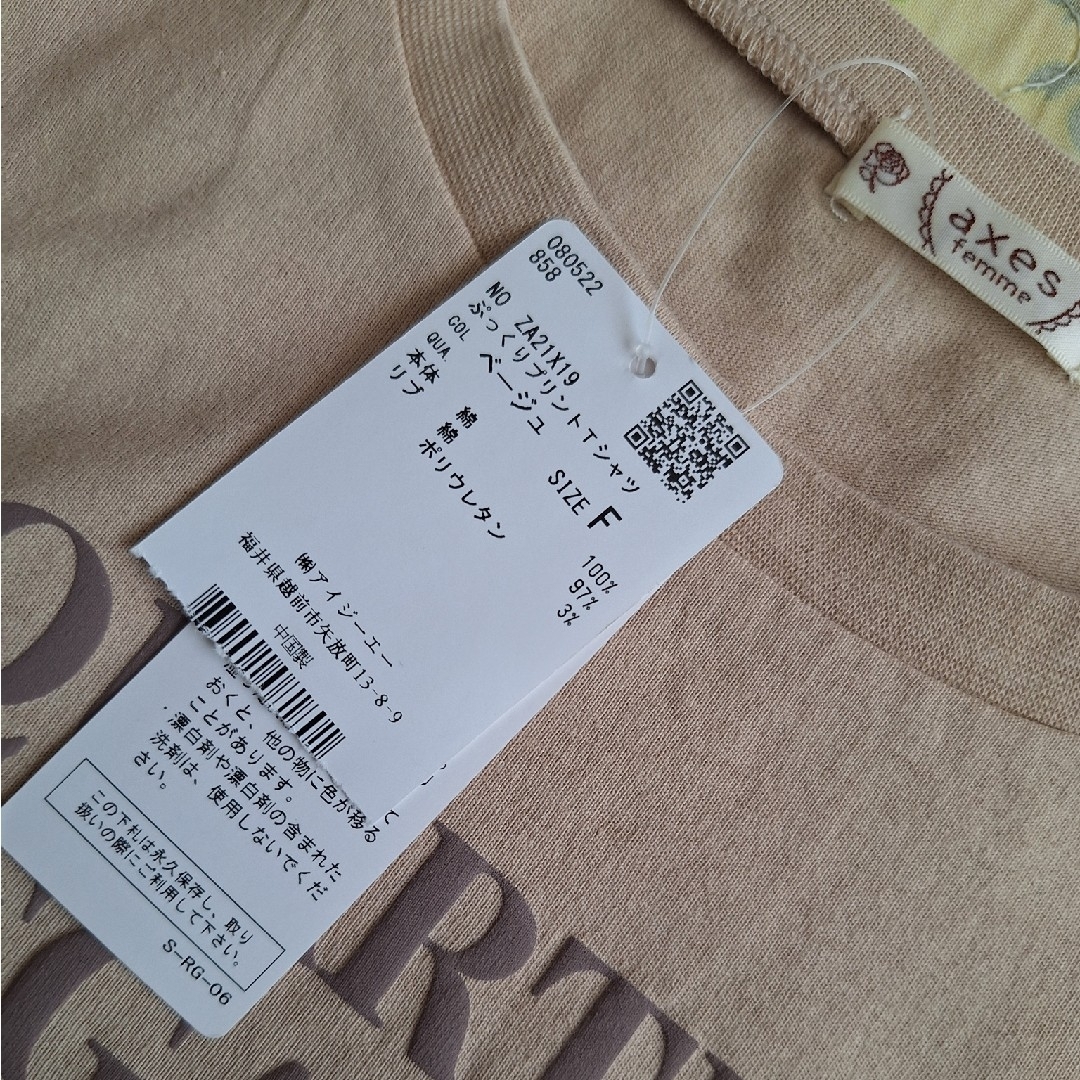 axes
femme
080522
858
NO ZA21X19
ぷっくりプリントTシャツ
COL ベージュ SIZE F
QUA.
本体 綿 100%
リブ 綿 97%
ポリウレタン 3%
㈱アイジーエー
福井県越前市矢放町13-8-9
中国製
て
おくと、他の物に色が移る
ことがあります。
・漂白剤や漂白剤の含まれた
洗剤は、使用しないでくだ
さい。
この下札は永久保存し、取り
扱いの際にご利用して下さい。
S-RG-06
ART